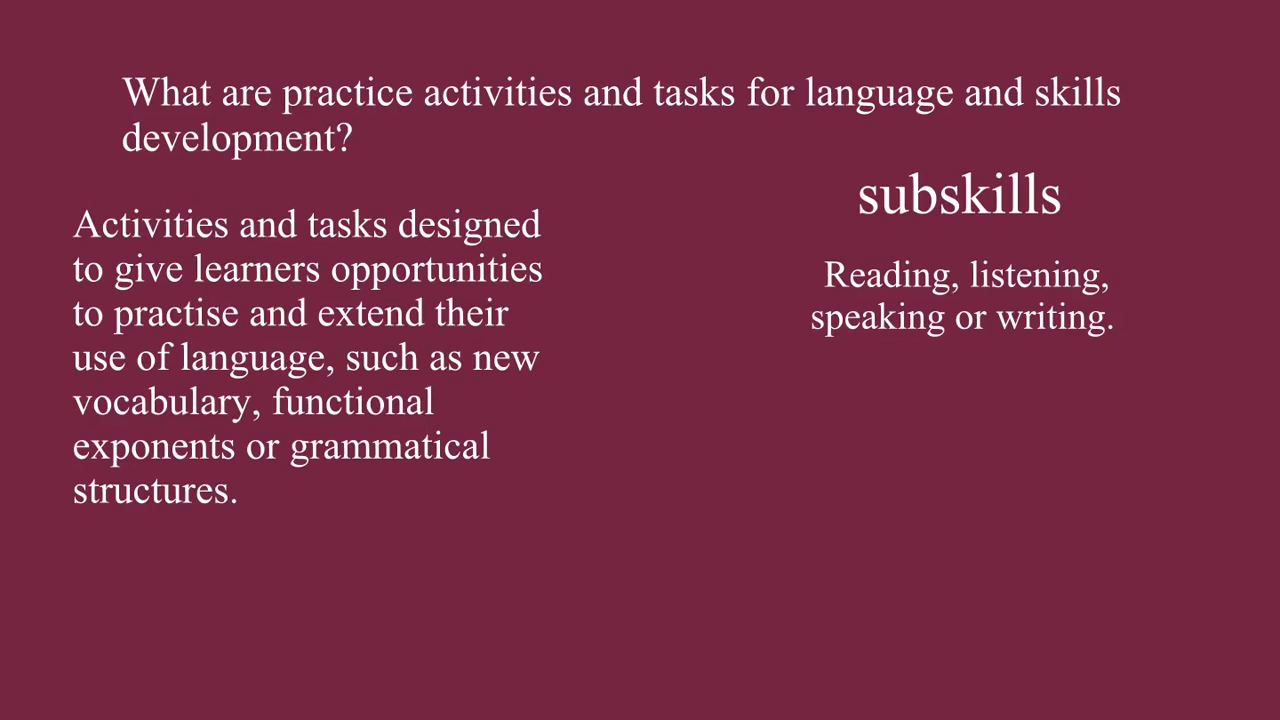 What are practice activities and tasks for language and skills
development?
Activities and tasks designed
to give learners opportunities
to practise and extend their
use of language, such as new
vocabulary, functional
exponents or grammatical
structures.
subskills
Reading, listening,
speaking or writing.